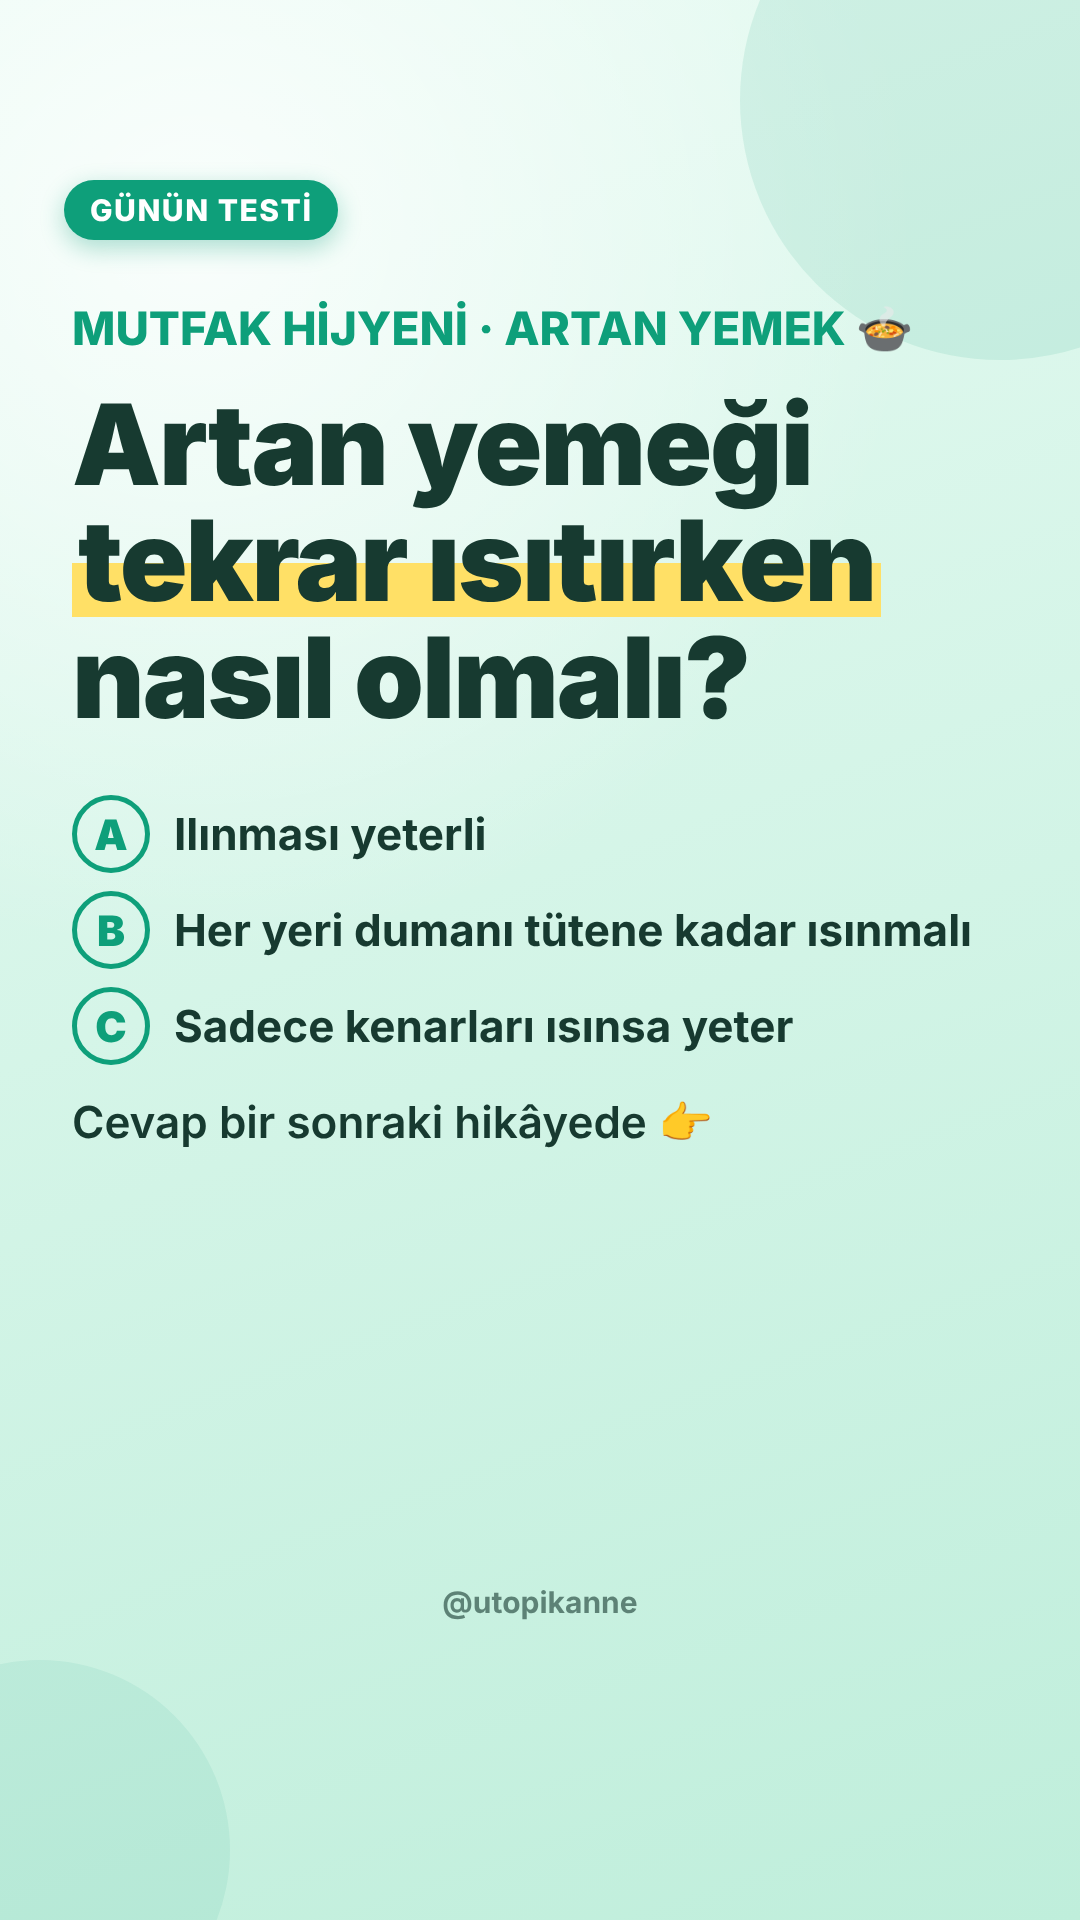 GÜNÜN TESTİ
MUTFAK HİJYENİ · ARTAN YEMEK 🍲
Artan yemeği
tekrar ısıtırken
nasıl olmalı?
A Ilınması yeterli
B Her yeri dumanı tütene kadar ısınmalı
C Sadece kenarları ısınsa yeter
Cevap bir sonraki hikâyede 👉
@utopikanne